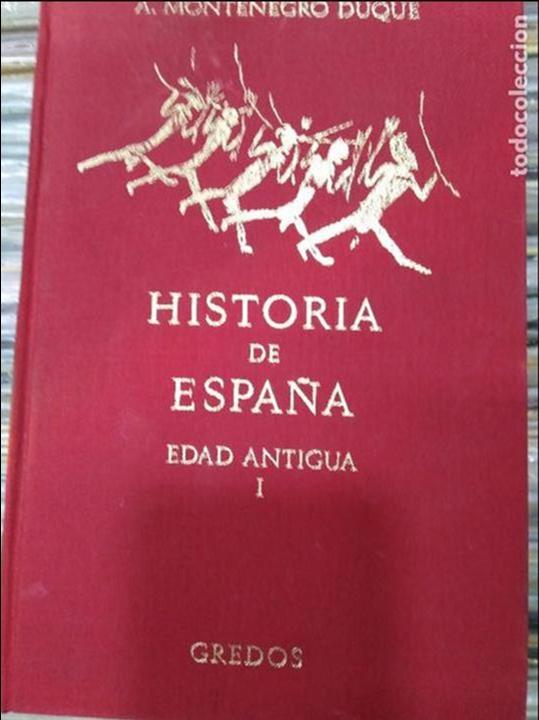 A. MONTENEGRO DUQUE
HISTORIA
DE
ESPAÑA
EDAD ANTIGUA
I
GREDOS
todocoleccion